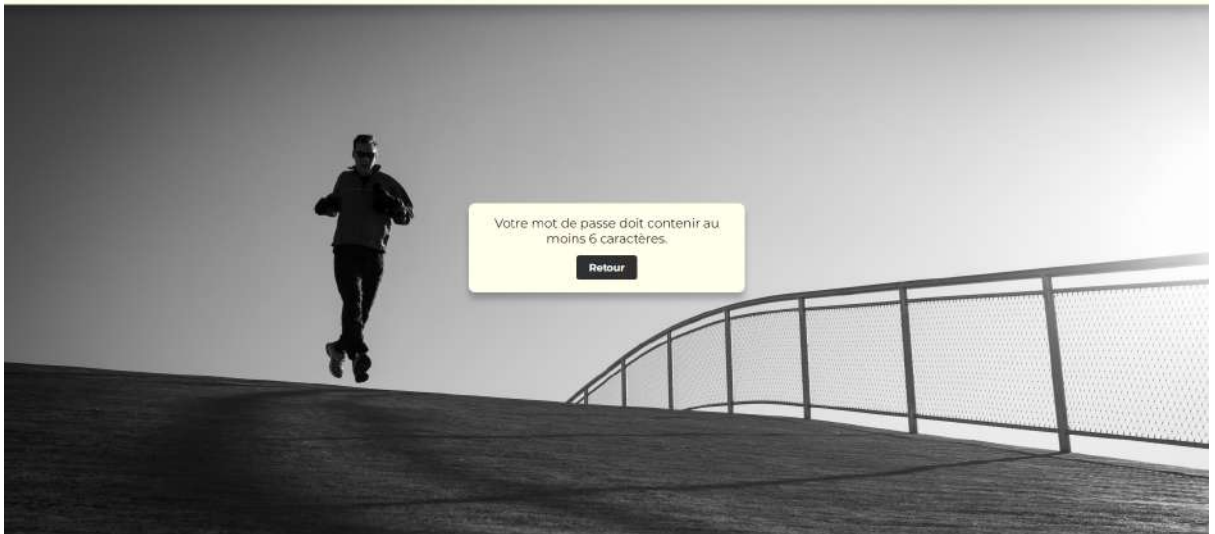 Votre mot de passe doit contenir au
moins 6 caractères.
Retour